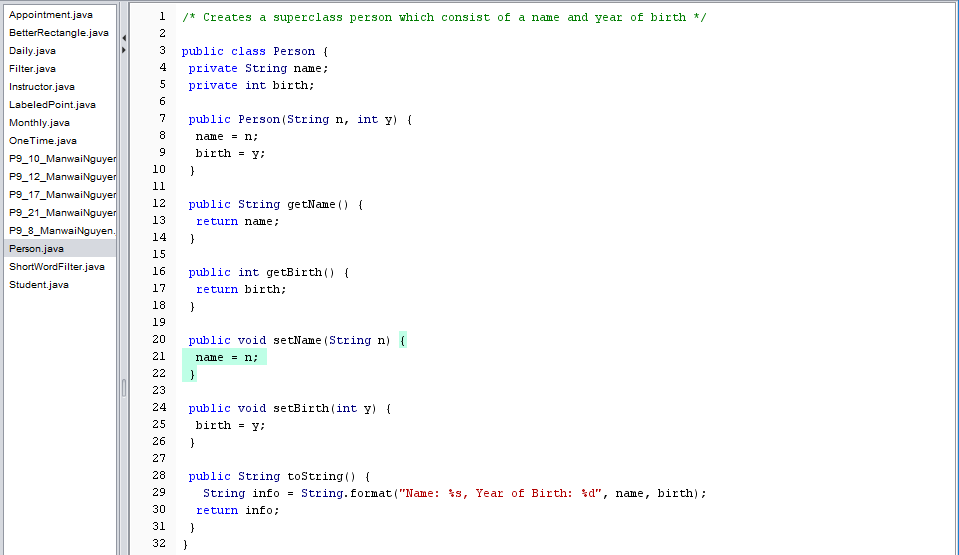 Appointment.java
BetterRectangle.java
Daily.java
Filter.java
Instructor.java
LabeledPoint.java
Monthly.java
OneTime.java
P9_10_ManwaiNguyen
P9_12_ManwaiNguyen
P9_17_ManwaiNguyen
P9_21_ManwaiNguyen
P9_8_ManwaiNguyen.
Person.java
ShortWordFilter.java
Student.java
1 /* Creates a superclass person which consist of a name and year of birth */
2
3 public class Person {
4 private String name;
5 private int birth;
6
7 public Person(String n, int y) {
8 name = n;
9 birth = y;
10 }
11
12 public String getName() {
13 return name;
14 }
15
16 public int getBirth() {
17 return birth;
18 }
19
20 public void setName(String n) {
21 name = n;
22 }
23
24 public void setBirth(int y) {
25 birth = y;
26 }
27
28 public String toString() {
29 String info = String.format("Name: %s, Year of Birth: %d", name, birth);
30 return info;
31 }
32 }